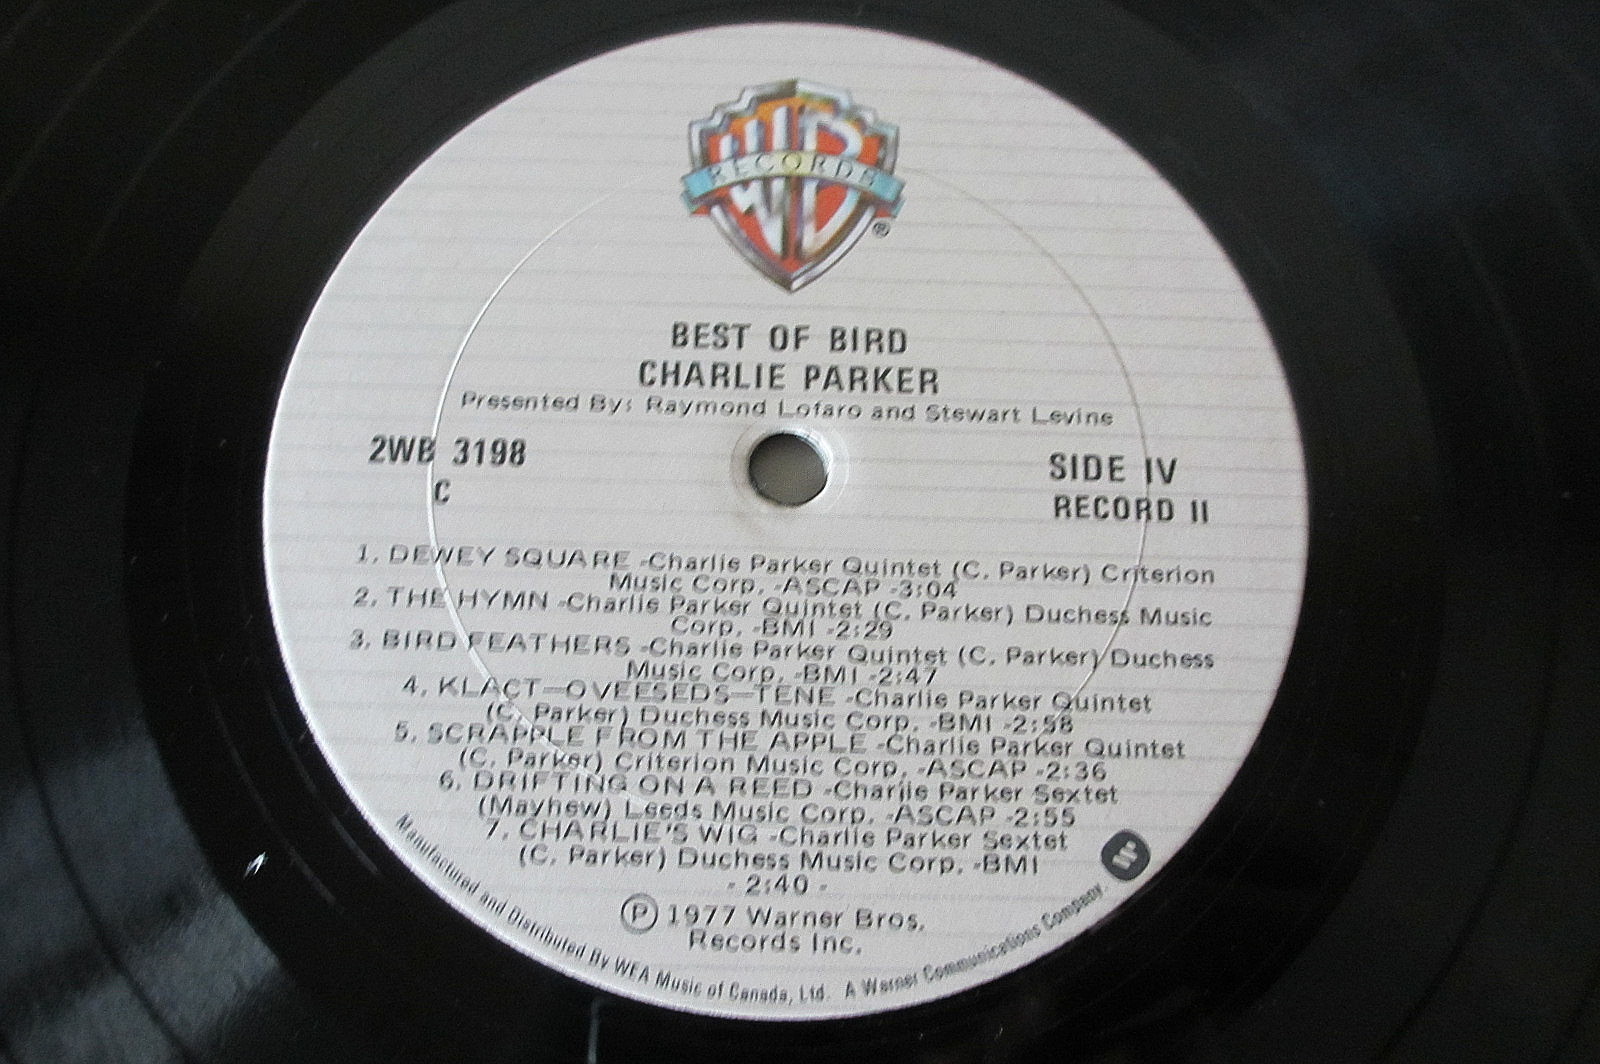 WB
RECORDS
®
BEST OF BIRD
CHARLIE PARKER
Presented By: Raymond Lofaro and Stewart Levine
2WB 3198
C
SIDE IV
RECORD II
1. DEWEY SQUARE -Charlie Parker Quintet (C. Parker) Criterion
Music Corp. -ASCAP -3:04
2. THE HYMN -Charlie Parker Quintet (C. Parker) Duchess Music
Corp. -BMI -2:29
3. BIRD FEATHERS -Charlie Parker Quintet (C. Parker) Duchess
Music Corp. -BMI -2:47
4. KLACT-OVEESEDS-TENE -Charlie Parker Quintet
(C. Parker) Duchess Music Corp. -BMI -2:58
5. SCRAPPLE FROM THE APPLE -Charlie Parker Quintet
(C. Parker) Criterion Music Corp. -ASCAP -2:36
6. DRIFTING ON A REED -Charlie Parker Sextet
(Mayhew) Leeds Music Corp. -ASCAP -2:55
7. CHARLIE'S WIG -Charlie Parker Sextet
(C. Parker) Duchess Music Corp. -BMI
- 2:40 -
Ⓟ 1977 Warner Bros.
Records Inc.
Manufactured and Distributed By WEA Music of Canada, Ltd. A Warner Communications Company.